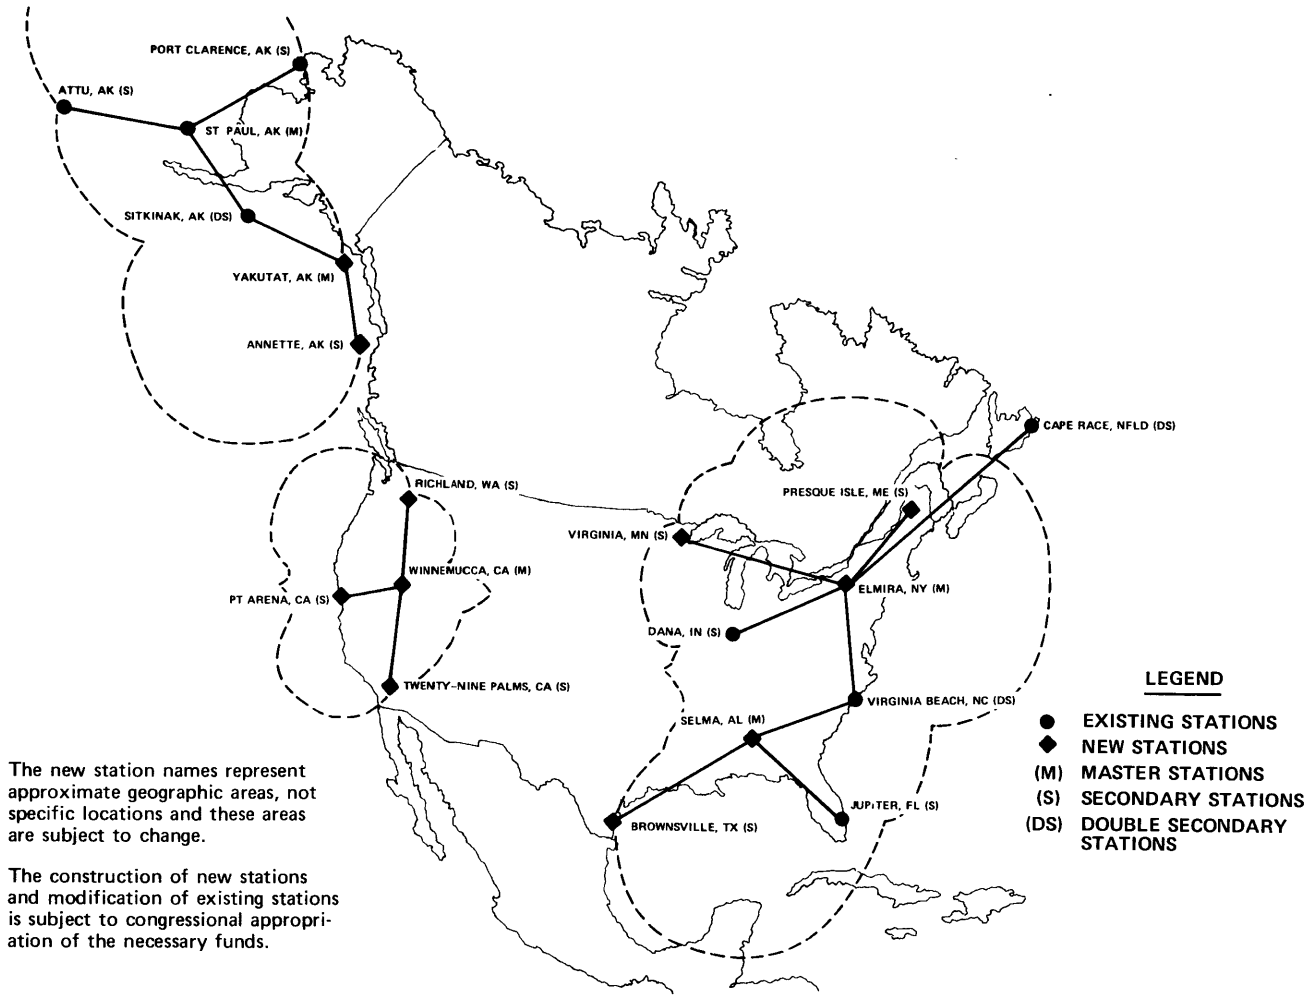 PORT CLARENCE, AK (S)
ATTU, AK (S)
ST PAUL, AK (M)
SITKINAK, AK (DS)
YAKUTAT, AK (M)
ANNETTE, AK (S)
CAPE RACE, NFLD (DS)
RICHLAND, WA (S)
PRESQUE ISLE, ME (S)
VIRGINIA, MN (S)
WINNEMUCCA, CA (M)
PT ARENA, CA (S)
ELMIRA, NY (M)
DANA, IN (S)
TWENTY-NINE PALMS, CA (S)
VIRGINIA BEACH, NC (DS)
SELMA, AL (M)
JUPITER, FL (S)
BROWNSVILLE, TX (S)
LEGEND
EXISTING STATIONS
NEW STATIONS
(M) MASTER STATIONS
(S) SECONDARY STATIONS
(DS) DOUBLE SECONDARY
STATIONS
The new station names represent
approximate geographic areas, not
specific locations and these areas
are subject to change.
The construction of new stations
and modification of existing stations
is subject to congressional appropri-
ation of the necessary funds.